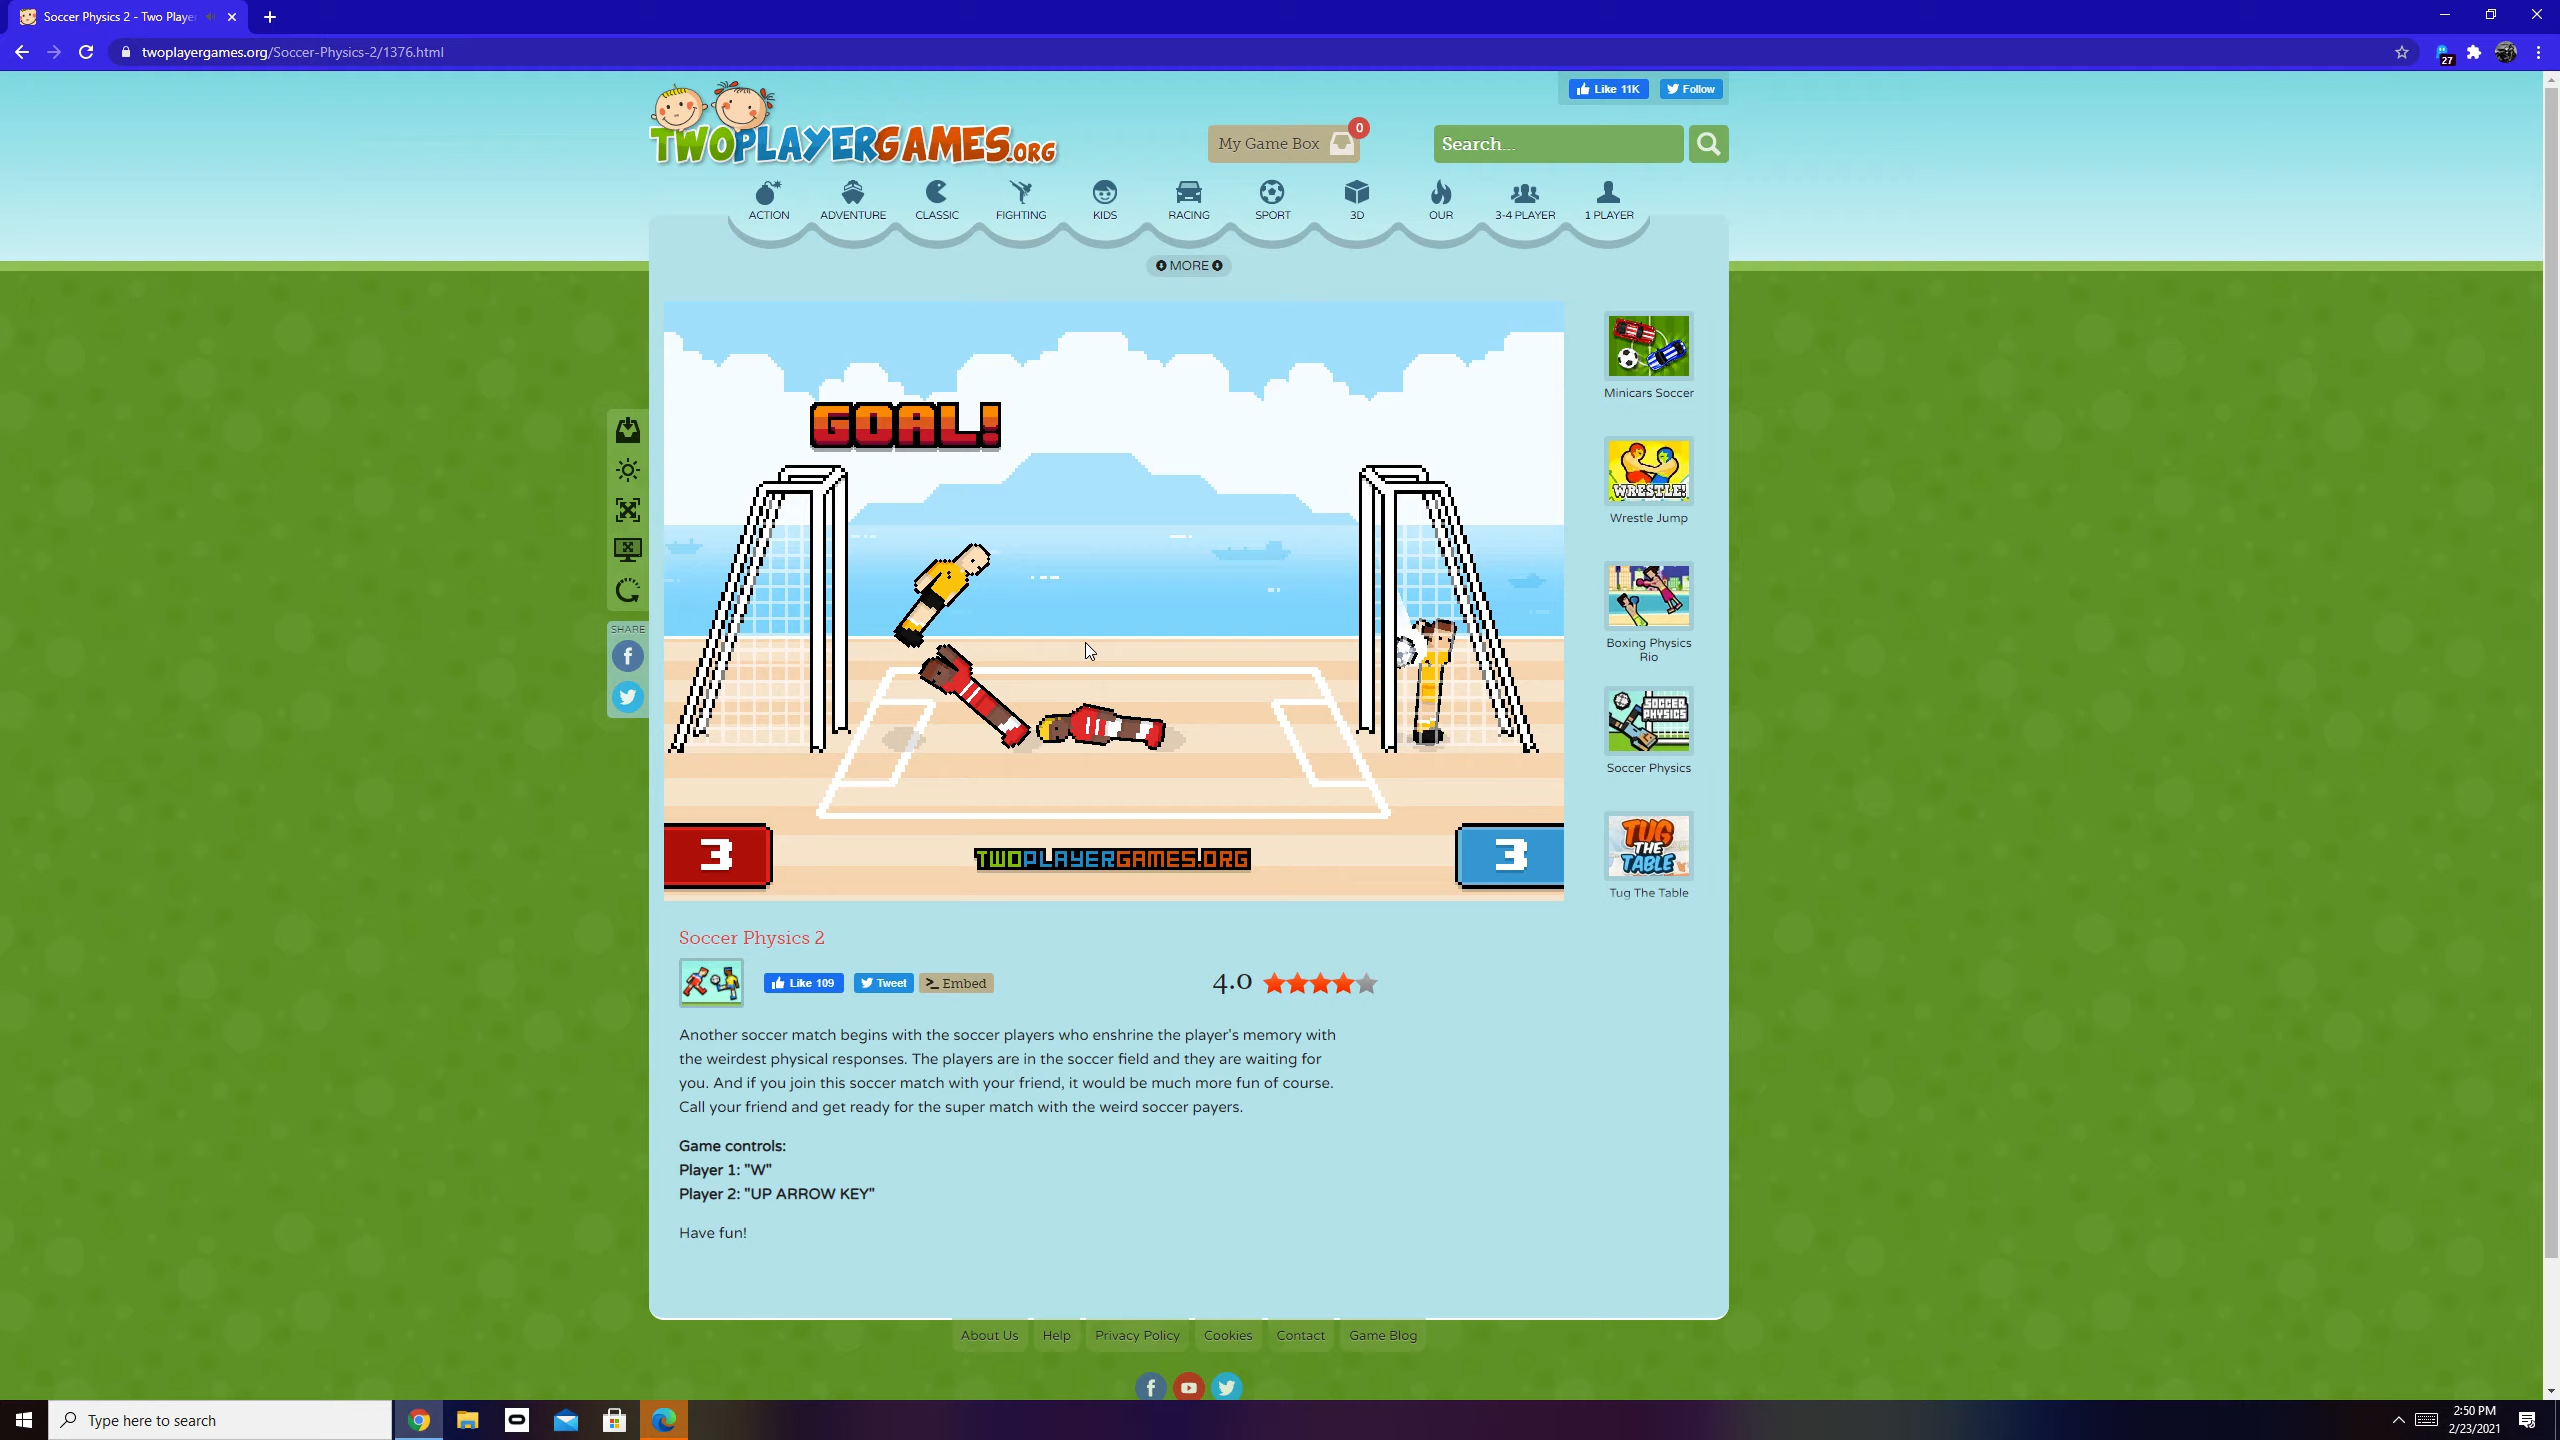 Soccer Physics 2 - Two Playe
twoplayergames.org/Soccer-Physics-2/1376.html
27
Like 11K
Follow
TWOPLAYERGAMES.ORG
My Game Box
0
Search...
ACTION
ADVENTURE
CLASSIC
FIGHTING
KIDS
RACING
SPORT
3D
OUR
3-4 PLAYER
1 PLAYER
MORE
GOAL!
SHARE
3
TWOPLAYERGAMES.ORG
3
Minicars Soccer
WRESTLE!
Wrestle Jump
Boxing Physics
Rio
SOCCER
PHYSICS
Soccer Physics
TUG
THE
TABLE
Tug The Table
Soccer Physics 2
Like 109
Tweet
>_ Embed
4.0
Another soccer match begins with the soccer players who enshrine the player's memory with
the weirdest physical responses. The players are in the soccer field and they are waiting for
you. And if you join this soccer match with your friend, it would be much more fun of course.
Call your friend and get ready for the super match with the weird soccer payers.
Game controls:
Player 1: "W"
Player 2: "UP ARROW KEY"
Have fun!
About Us
Help
Privacy Policy
Cookies
Contact
Game Blog
Type here to search
2:50 PM
2/23/2021